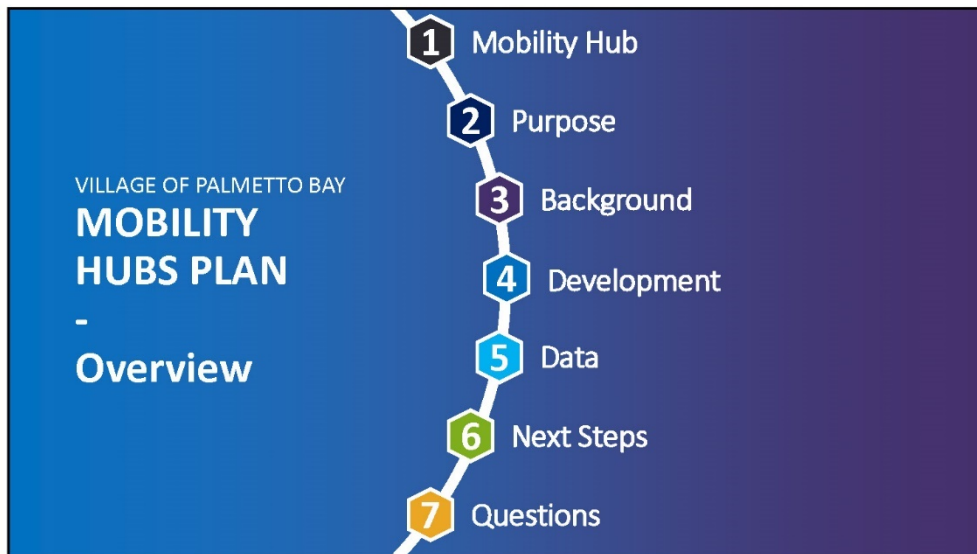 VILLAGE OF PALMETTO BAY
MOBILITY
HUBS PLAN
-
Overview
1 Mobility Hub
2 Purpose
3 Background
4 Development
5 Data
6 Next Steps
7 Questions